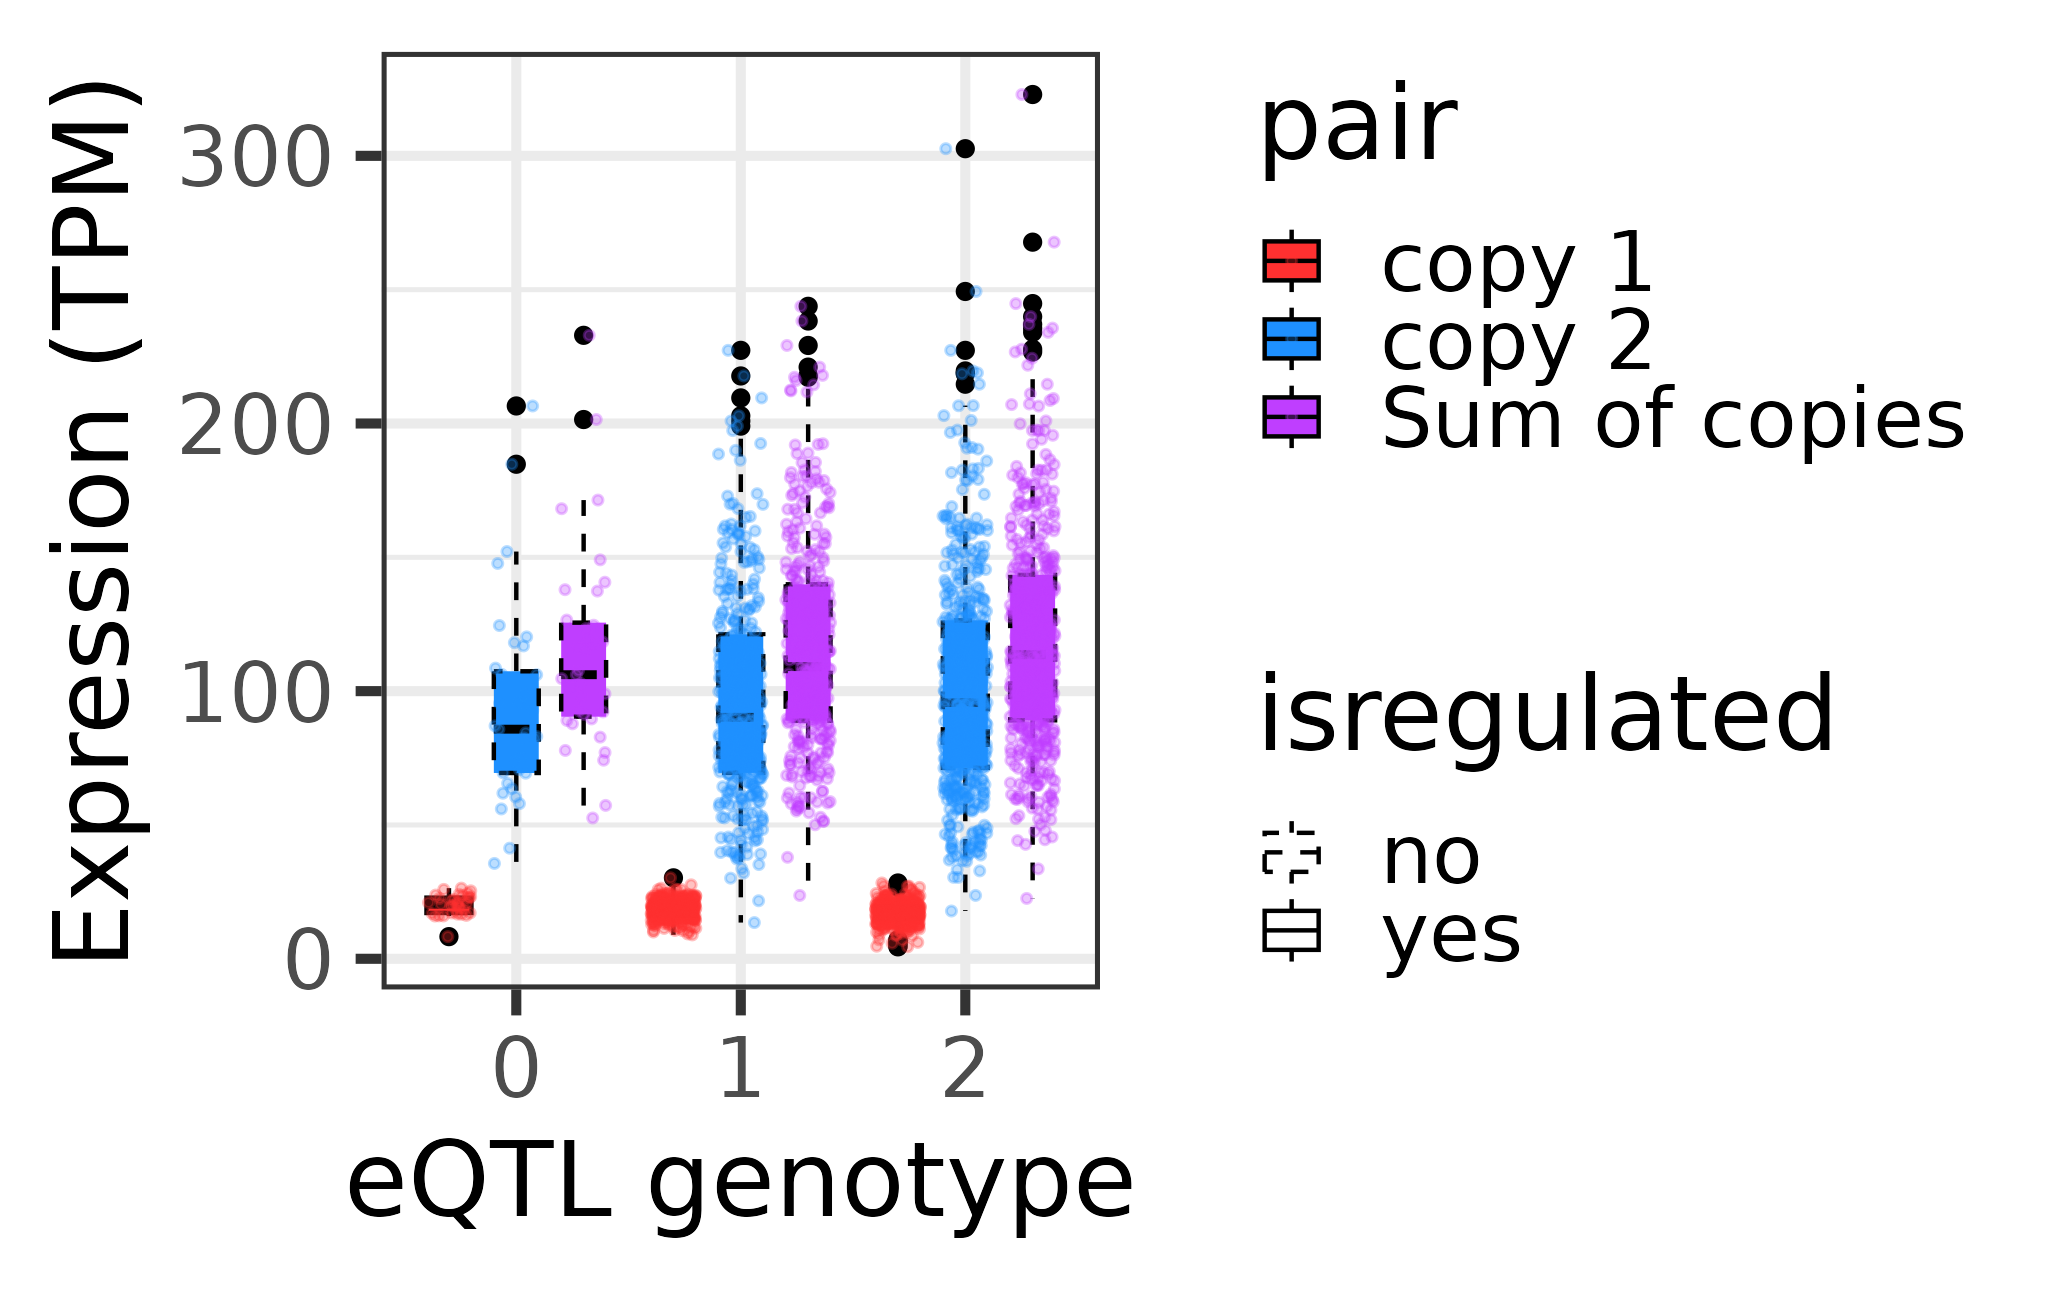 Expression (TPM)
300
200
100
0
0 1 2
eQTL genotype
pair
copy 1
copy 2
Sum of copies
isregulated
no
yes